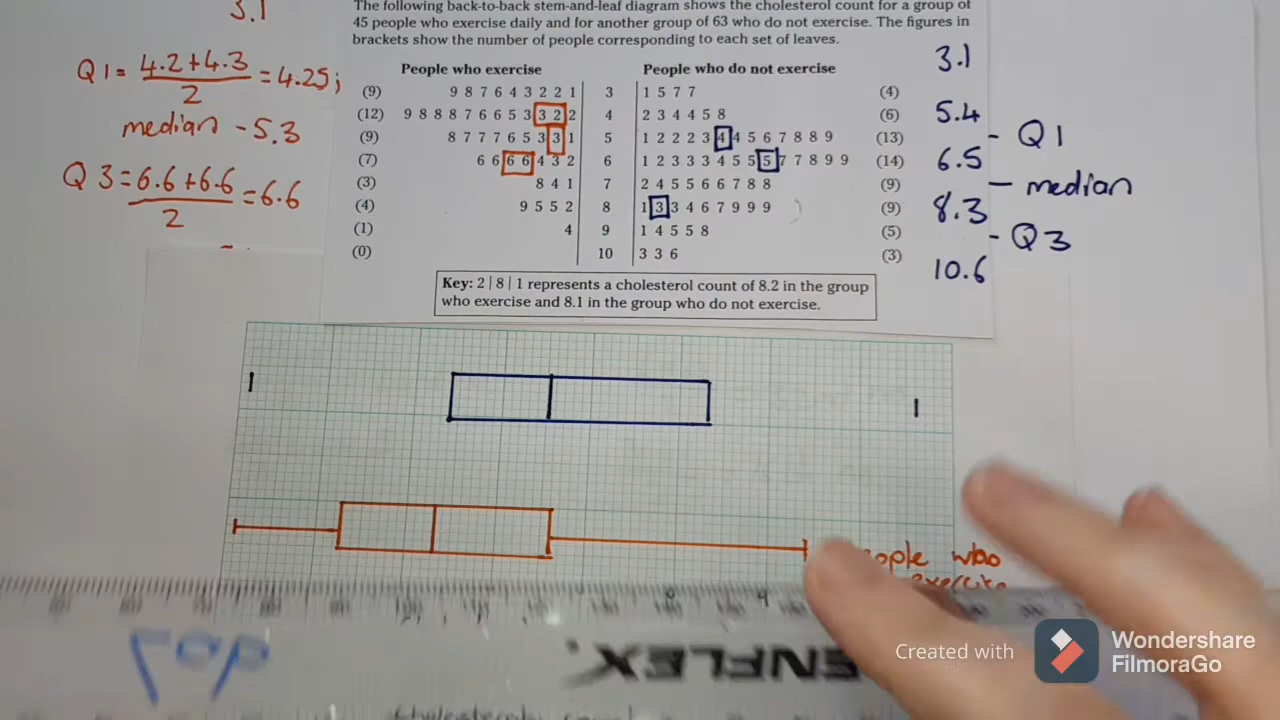 3.1
The following back-to-back stem-and-leaf diagram shows the cholesterol count for a group of
45 people who exercise daily and for another group of 63 who do not exercise. The figures in
brackets show the number of people corresponding to each set of leaves.
People who exercise People who do not exercise
(9) 9 8 7 6 4 3 2 2 1 3 1 5 7 7 (4)
(12) 9 8 8 8 7 6 6 5 3 3 2 2 4 2 3 4 4 5 8 (6)
(9) 8 7 7 7 6 5 3 3 1 5 1 2 2 2 3 4 4 5 6 7 8 8 9 (13)
(7) 6 6 6 6 4 3 2 6 1 2 3 3 3 4 5 5 5 7 7 8 9 9 (14)
(3) 8 4 1 7 2 4 5 5 6 6 7 8 8 (9)
(4) 9 5 5 2 8 1 3 3 4 6 7 9 9 9 (9)
(1) 4 9 1 4 5 5 8 (5)
(0) 10 3 3 6 (3)
Key: 2 | 8 | 1 represents a cholesterol count of 8.2 in the group
who exercise and 8.1 in the group who do not exercise.
Q1 = 4.2+4.3 / 2 = 4.25;
median - 5.3
Q3 = 6.6+6.6 / 2 = 6.6
3.1
5.4 - Q1
6.5 - median
8.3 - Q3
10.6
people who
exercise
TOP
ENFLEX.
Created with
Wondershare
FilmoraGo